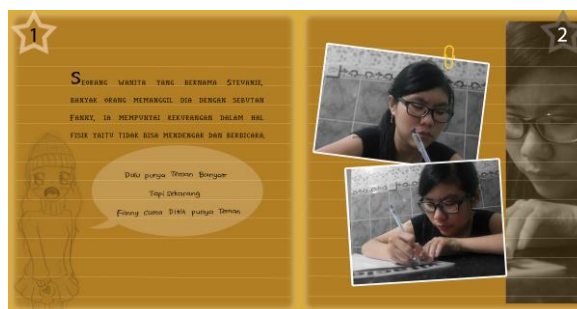 1
SEORANG WANITA YANG BERNAMA STEVANIE,
BANYAK ORANG MEMANGGIL DIA DENGAN SEBUTAN
FANNY, IA MEMPUNYAI KEKURANGAN DALAM HAL
FISIK YAITU TIDAK BISA MENDENGAR DAN BERBICARA.
Dulu punya Teman Banyak
Tapi Sekarang
Fanny Cuma Dikit punya Teman
2